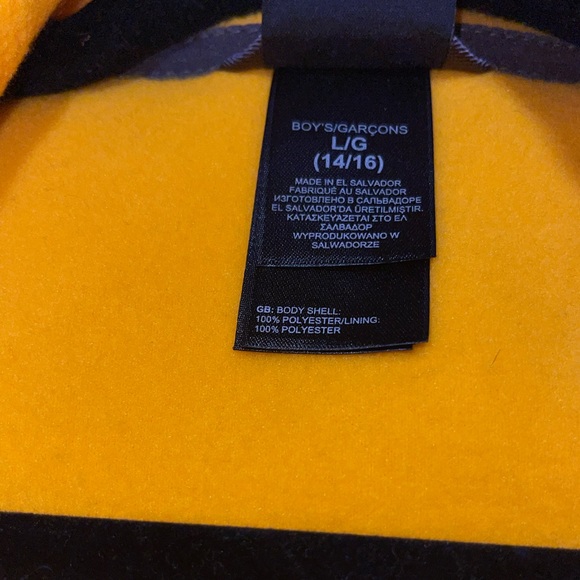 BOY'S/GARÇONS
L/G
(14/16)
MADE IN EL SALVADOR
FABRIQUÉ AU SALVADOR
ИЗГОТОВЛЕНО В САЛЬВАДОРЕ
EL SALVADOR'DA ÜRETILMIŞTIR.
ΚΑΤΑΣΚΕΥΑΖΕΤΑΙ ΣΤΟ ΕΛ
ΣΑΛΒΑΔΟΡ
WYPRODUKOWANO W
SALWADORZE
GB: BODY SHELL:
100% POLYESTER/LINING:
100% POLYESTER